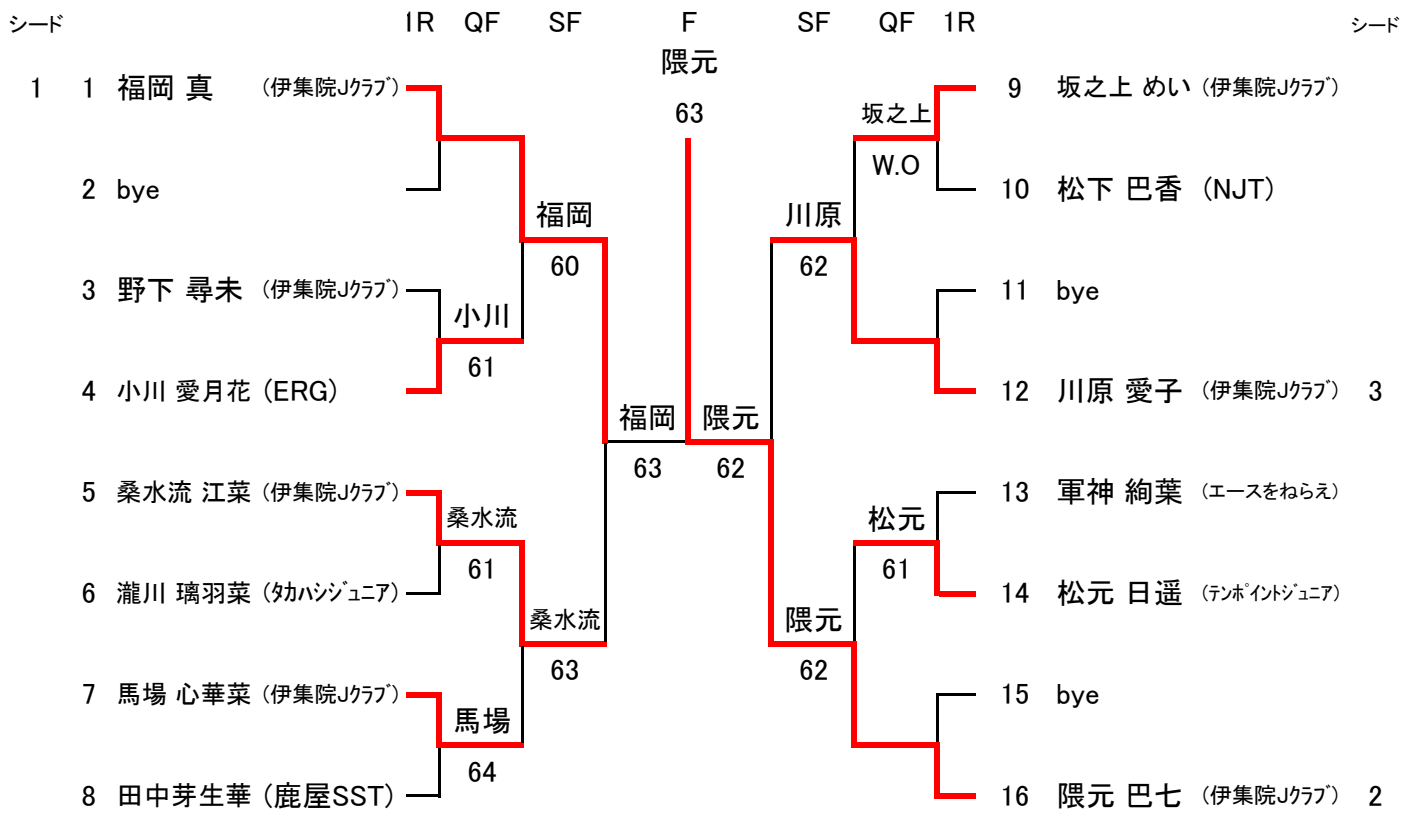 シード 1R QF SF F SF QF 1R シード
隈元
1 1 福岡 真 (伊集院Jｸﾗﾌﾞ) 9 坂之上 めい (伊集院Jｸﾗﾌﾞ)
63 坂之上
W.O
2 bye 10 松下 巴香 (NJT)
福岡 川原
60 62
3 野下 尋未 (伊集院Jｸﾗﾌﾞ) 11 bye
小川
61
4 小川 愛月花 (ERG) 12 川原 愛子 (伊集院Jｸﾗﾌﾞ) 3
福岡 隈元
63 62
5 桑水流 江菜 (伊集院Jｸﾗﾌﾞ) 13 軍神 絢葉 (エースをねらえ)
桑水流 松元
61 61
6 瀧川 璃羽菜 (ﾀｶﾊｼｼﾞｭﾆｱ) 14 松元 日遥 (ﾃﾝﾎﾟｲﾝﾄｼﾞｭﾆｱ)
桑水流 隈元
63 62
7 馬場 心華菜 (伊集院Jｸﾗﾌﾞ) 15 bye
馬場
64
8 田中芽生華 (鹿屋SST) 16 隈元 巴七 (伊集院Jｸﾗﾌﾞ) 2